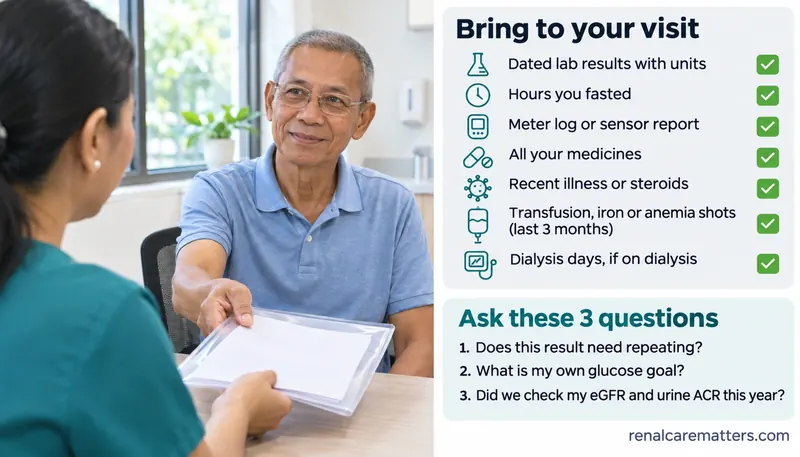 Bring to your visit
Dated lab results with units
Hours you fasted
Meter log or sensor report
All your medicines
Recent illness or steroids
Transfusion, iron or anemia shots
(last 3 months)
Dialysis days, if on dialysis
Ask these 3 questions
1. Does this result need repeating?
2. What is my own glucose goal?
3. Did we check my eGFR and urine ACR this year?
renalcarematters.com